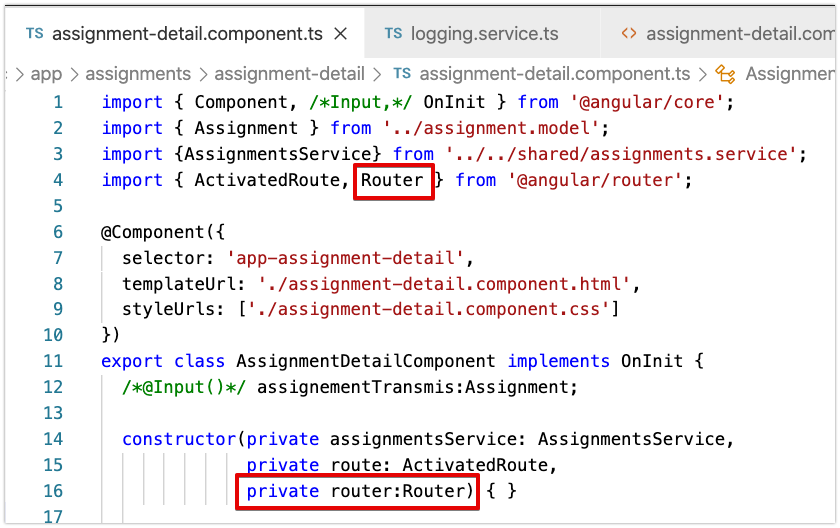 TS assignment-detail.component.ts × TS logging.service.ts <> assignment-detail.com
> app > assignments > assignment-detail > TS assignment-detail.component.ts > Assignmen
1 import { Component, /*Input,*/ OnInit } from '@angular/core';
2 import { Assignment } from '../assignment.model';
3 import {AssignmentsService} from '../../shared/assignments.service';
4 import { ActivatedRoute, Router } from '@angular/router';
5
6 @Component({
7 selector: 'app-assignment-detail',
8 templateUrl: './assignment-detail.component.html',
9 styleUrls: ['./assignment-detail.component.css']
10 })
11 export class AssignmentDetailComponent implements OnInit {
12 /*@Input()*/ assignementTransmis:Assignment;
13
14 constructor(private assignmentsService: AssignmentsService,
15 private route: ActivatedRoute,
16 private router:Router) { }
17